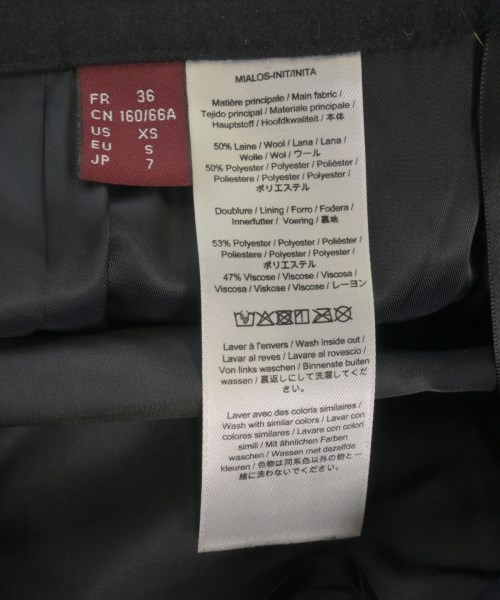 FR 36
CN 160/66A
US XS
EU S
JP 7
MIALOS-INIT/INITA
Matière principale / Main fabric /
Tejido principal / Materiale principale /
Hauptstoff / Hoofdkwaliteit / 本体
50% Laine / Wool / Lana / Lana /
Wolle / Wol / ウール
50% Polyester / Polyester / Poliéster /
Poliestere / Polyester / Polyester /
ポリエステル
Doublure / Lining / Forro / Fodera /
Innerfutter / Voering / 裏地
53% Polyester / Polyester / Poliéster /
Poliestere / Polyester / Polyester /
ポリエステル
47% Viscose / Viscose / Viscosa /
Viscosa / Viskose / Viscose / レーヨン
Laver à l'envers / Wash inside out /
Lavar al reves / Lavare al rovescio /
Von links waschen / Binnenste buiten
wassen / 裏返しにして洗濯してくだ
さい。
Laver avec des coloris similaires /
Wash with similar colors / Lavar con
colores similares / Lavare con colori
simili / Mit ähnlichen Farben
waschen / Wassen met dezelfde
kleuren / 色物は同系色以外の物と一
緒に洗わないでください。